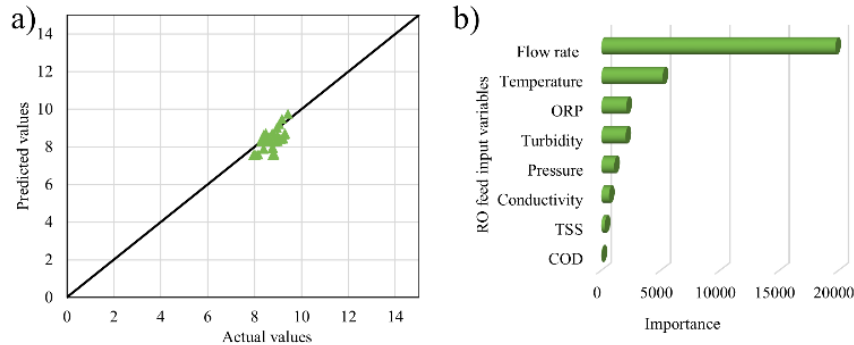 a)
Predicted values
14
12
10
8
6
4
2
0
0 2 4 6 8 10 12 14
Actual values
b)
RO feed input variables
Flow rate
Temperature
ORP
Turbidity
Pressure
Conductivity
TSS
COD
0 5000 10000 15000 20000
Importance